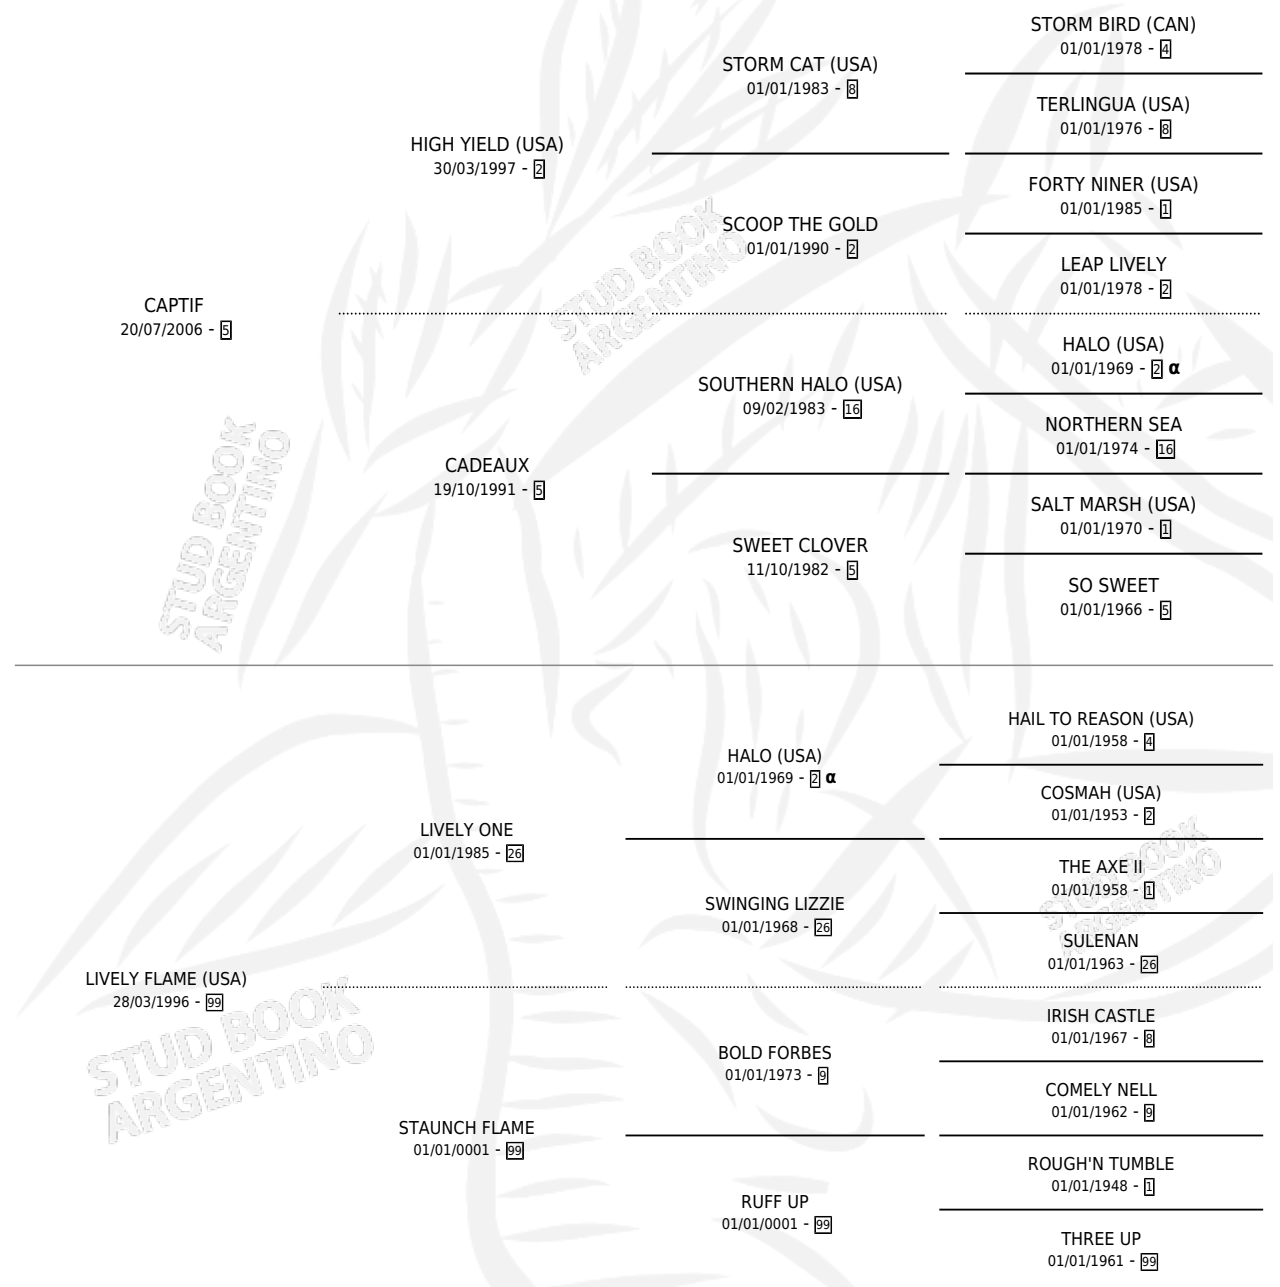 STORM BIRD (CAN)
01/01/1978 - 4
STORM CAT (USA)
01/01/1983 - 8
TERLINGUA (USA)
01/01/1976 - 8
HIGH YIELD (USA)
30/03/1997 - 2
FORTY NINER (USA)
01/01/1985 - 1
SCOOP THE GOLD
01/01/1990 - 2
LEAP LIVELY
01/01/1978 - 2
CAPTIF
20/07/2006 - 5
HALO (USA)
01/01/1969 - 2 α
SOUTHERN HALO (USA)
09/02/1983 - 16
NORTHERN SEA
01/01/1974 - 16
CADEAUX
19/10/1991 - 5
SALT MARSH (USA)
01/01/1970 - 1
SWEET CLOVER
11/10/1982 - 5
SO SWEET
01/01/1966 - 5
HAIL TO REASON (USA)
01/01/1958 - 4
HALO (USA)
01/01/1969 - 2 α
COSMAH (USA)
01/01/1953 - 2
LIVELY ONE
01/01/1985 - 26
THE AXE II
01/01/1958 - 1
SWINGING LIZZIE
01/01/1968 - 26
SULENAN
01/01/1963 - 26
LIVELY FLAME (USA)
28/03/1996 - 99
IRISH CASTLE
01/01/1967 - 8
BOLD FORBES
01/01/1973 - 9
COMELY NELL
01/01/1962 - 9
STAUNCH FLAME
01/01/0001 - 99
ROUGH'N TUMBLE
01/01/1948 - 1
RUFF UP
01/01/0001 - 99
THREE UP
01/01/1961 - 99
STUD BOOK
ARGENTINO
STUD BOOK
ARGENTINO
STUD BOOK
ARGENTINO
STUD BOOK
ARGENTINO